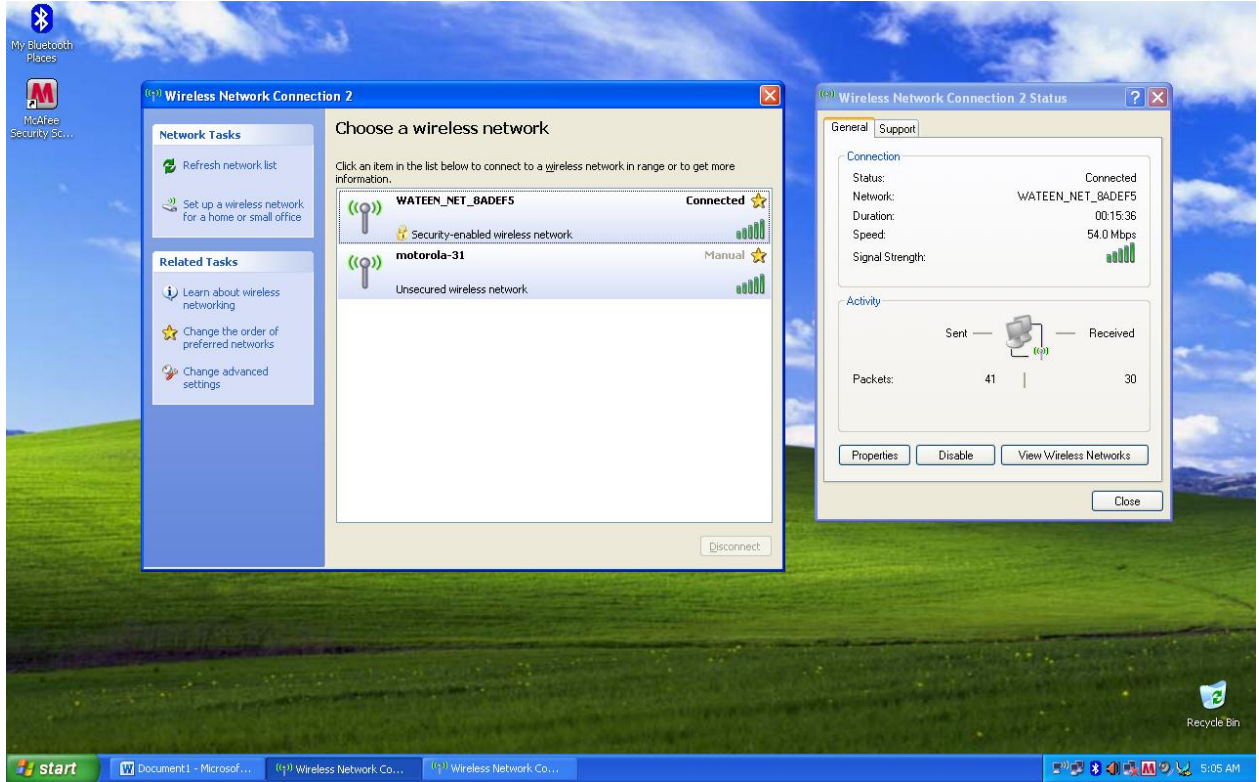 My Bluetooth
Places
McAfee
Security Sc...
Wireless Network Connection 2
Network Tasks
Refresh network list
Set up a wireless network
for a home or small office
Related Tasks
Learn about wireless
networking
Change the order of
preferred networks
Change advanced
settings
Choose a wireless network
Click an item in the list below to connect to a wireless network in range or to get more
information.
WATEEN_NET_8ADEF5 Connected
Security-enabled wireless network
motorola-31 Manual
Unsecured wireless network
Disconnect
Wireless Network Connection 2 Status
General Support
Connection
Status: Connected
Network: WATEEN_NET_8ADEF5
Duration: 00:15:36
Speed: 54.0 Mbps
Signal Strength:
Activity
Sent Received
Packets: 41 30
Properties Disable View Wireless Networks
Close
Recycle Bin
start Document1 - Microsof... Wireless Network Co... Wireless Network Co... 5:05 AM